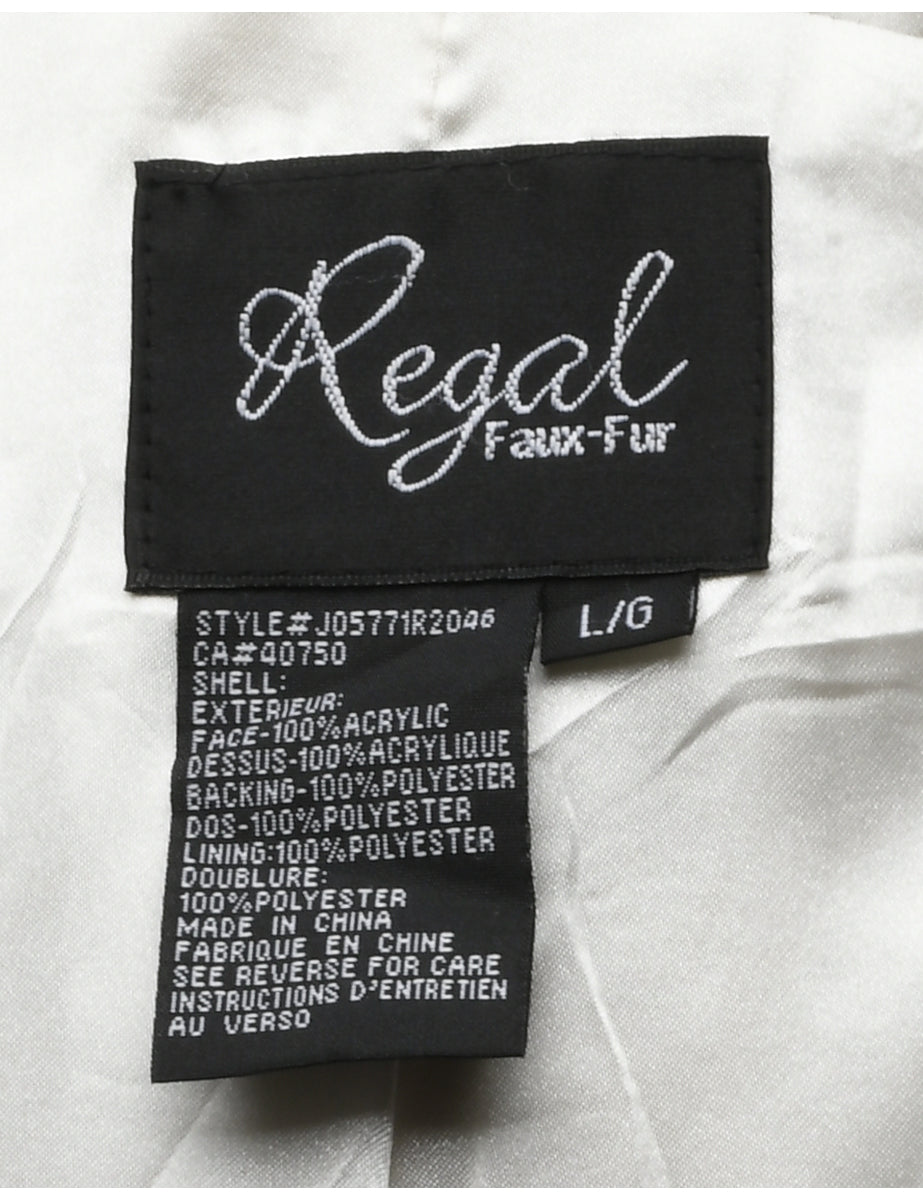 Regal
Faux-Fur
L/G
STYLE#J05771R2046
CA#40750
SHELL:
EXTERIEUR:
FACE-100%ACRYLIC
DESSUS-100%ACRYLIQUE
BACKING-100%POLYESTER
DOS-100%POLYESTER
LINING:100%POLYESTER
DOUBLURE:
100%POLYESTER
MADE IN CHINA
FABRIQUE EN CHINE
SEE REVERSE FOR CARE
INSTRUCTIONS D'ENTRETIEN
AU VERSO